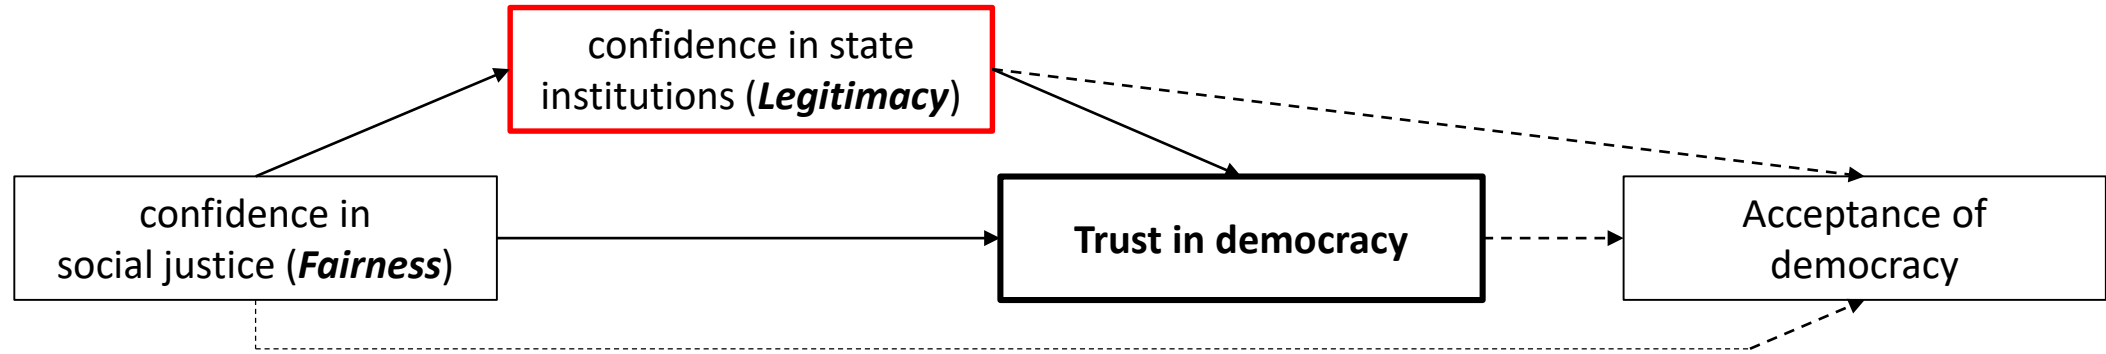 confidence in state
institutions (Legitimacy)
confidence in
social justice (Fairness)
Trust in democracy
Acceptance of
democracy